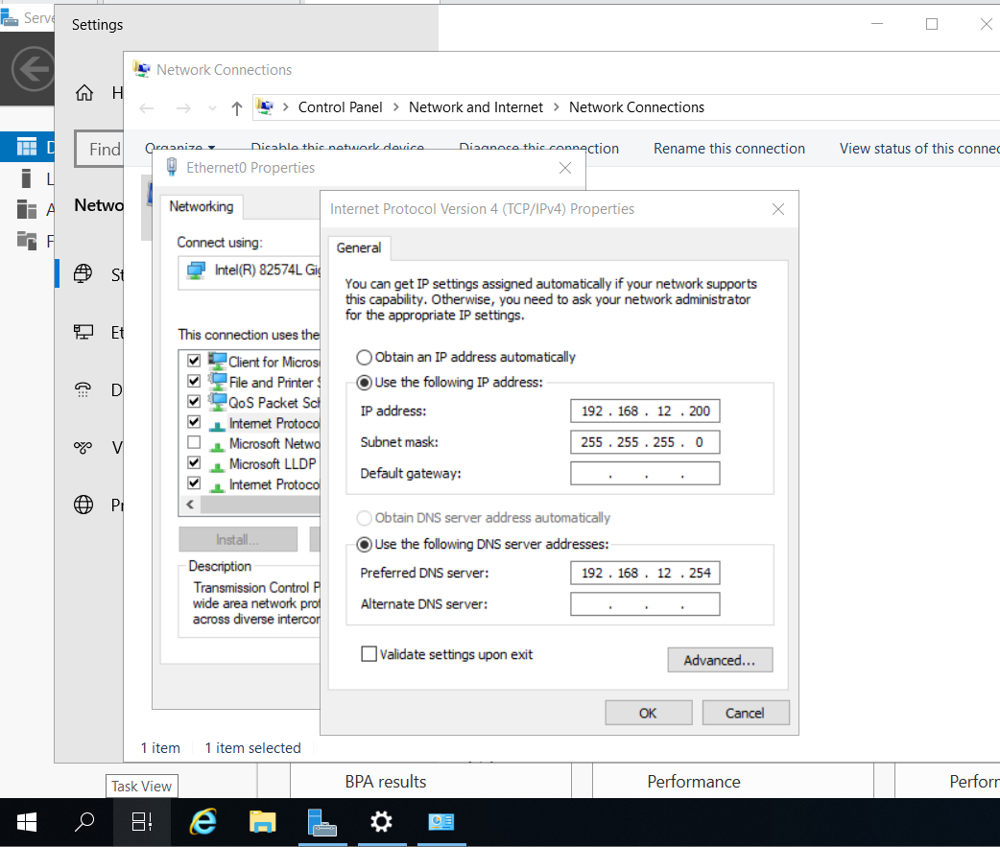 Serve
Settings
Network Connections
H
Control Panel > Network and Internet > Network Connections
Find
Organize Disable this network device Diagnose this connection Rename this connection View status of this connec
D
L
A
F
Netwo
St
Et
D
V
Pr
Ethernet0 Properties
Networking
Connect using:
Intel(R) 82574L Gig
This connection uses the
Client for Micros
File and Printer S
QoS Packet Sch
Internet Protoco
Microsoft Netwo
Microsoft LLDP
Internet Protoco
Install...
Description
Transmission Control P
wide area network prot
across diverse intercor
Internet Protocol Version 4 (TCP/IPv4) Properties
General
You can get IP settings assigned automatically if your network supports
this capability. Otherwise, you need to ask your network administrator
for the appropriate IP settings.
Obtain an IP address automatically
Use the following IP address:
IP address: 192 . 168 . 12 . 200
Subnet mask: 255 . 255 . 255 . 0
Default gateway: . . .
Obtain DNS server address automatically
Use the following DNS server addresses:
Preferred DNS server: 192 . 168 . 12 . 254
Alternate DNS server: . . .
Validate settings upon exit
Advanced...
OK Cancel
1 item 1 item selected
Task View
BPA results
Performance
Perforr